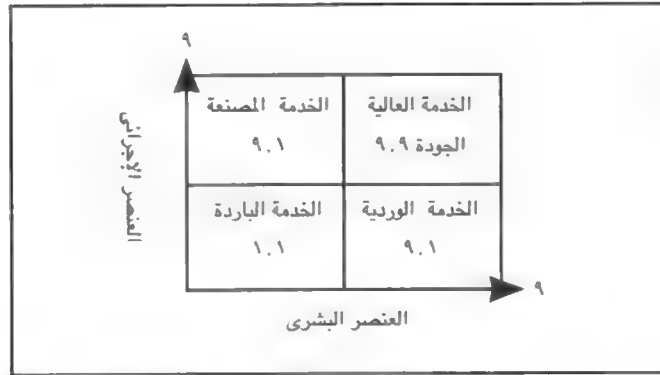 ٩
الخدمة المصنعة
٩.١
الخدمة العالية
الجودة ٩.٩
العنصر الإجرائى
الخدمة الباردة
١.١
الخدمة الوردية
٩.١
٩
العنصر البشرى